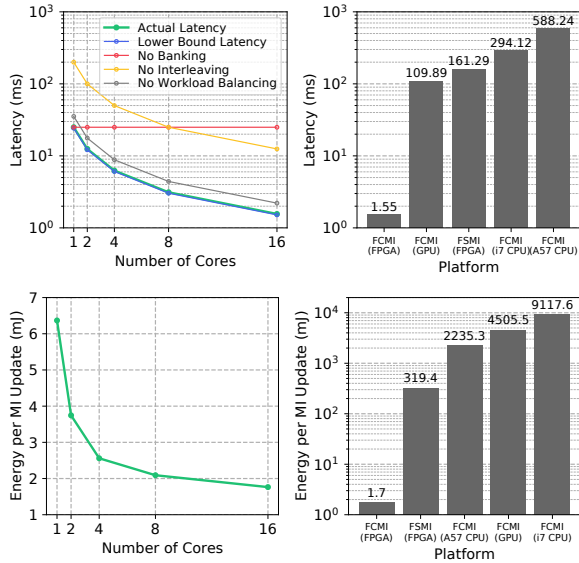 Actual Latency
Lower Bound Latency
No Banking
No Interleaving
No Workload Balancing
Latency (ms)
10³
10²
10¹
10⁰
1 2 4 8 16
Number of Cores
Latency (ms)
10³
10²
10¹
10⁰
1.55
109.89
161.29
294.12
588.24
FCMI (FPGA)
FCMI (GPU)
FSMI (FPGA)
FCMI (i7 CPU)
FCMI (A57 CPU)
Platform
Energy per MI Update (mJ)
7
6
5
4
3
2
1
1 2 4 8 16
Number of Cores
Energy per MI Update (mJ)
10⁴
10³
10²
10¹
10⁰
1.7
319.4
2235.3
4505.5
9117.6
FCMI (FPGA)
FSMI (FPGA)
FCMI (A57 CPU)
FCMI (GPU)
FCMI (i7 CPU)
Platform